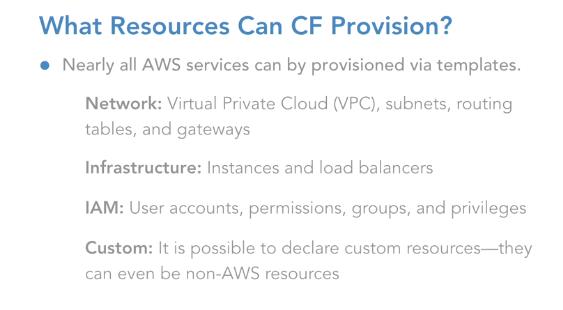 What Resources Can CF Provision?
Nearly all AWS services can by provisioned via templates.
Network: Virtual Private Cloud (VPC), subnets, routing
tables, and gateways
Infrastructure: Instances and load balancers
IAM: User accounts, permissions, groups, and privileges
Custom: It is possible to declare custom resources—they
can even be non-AWS resources